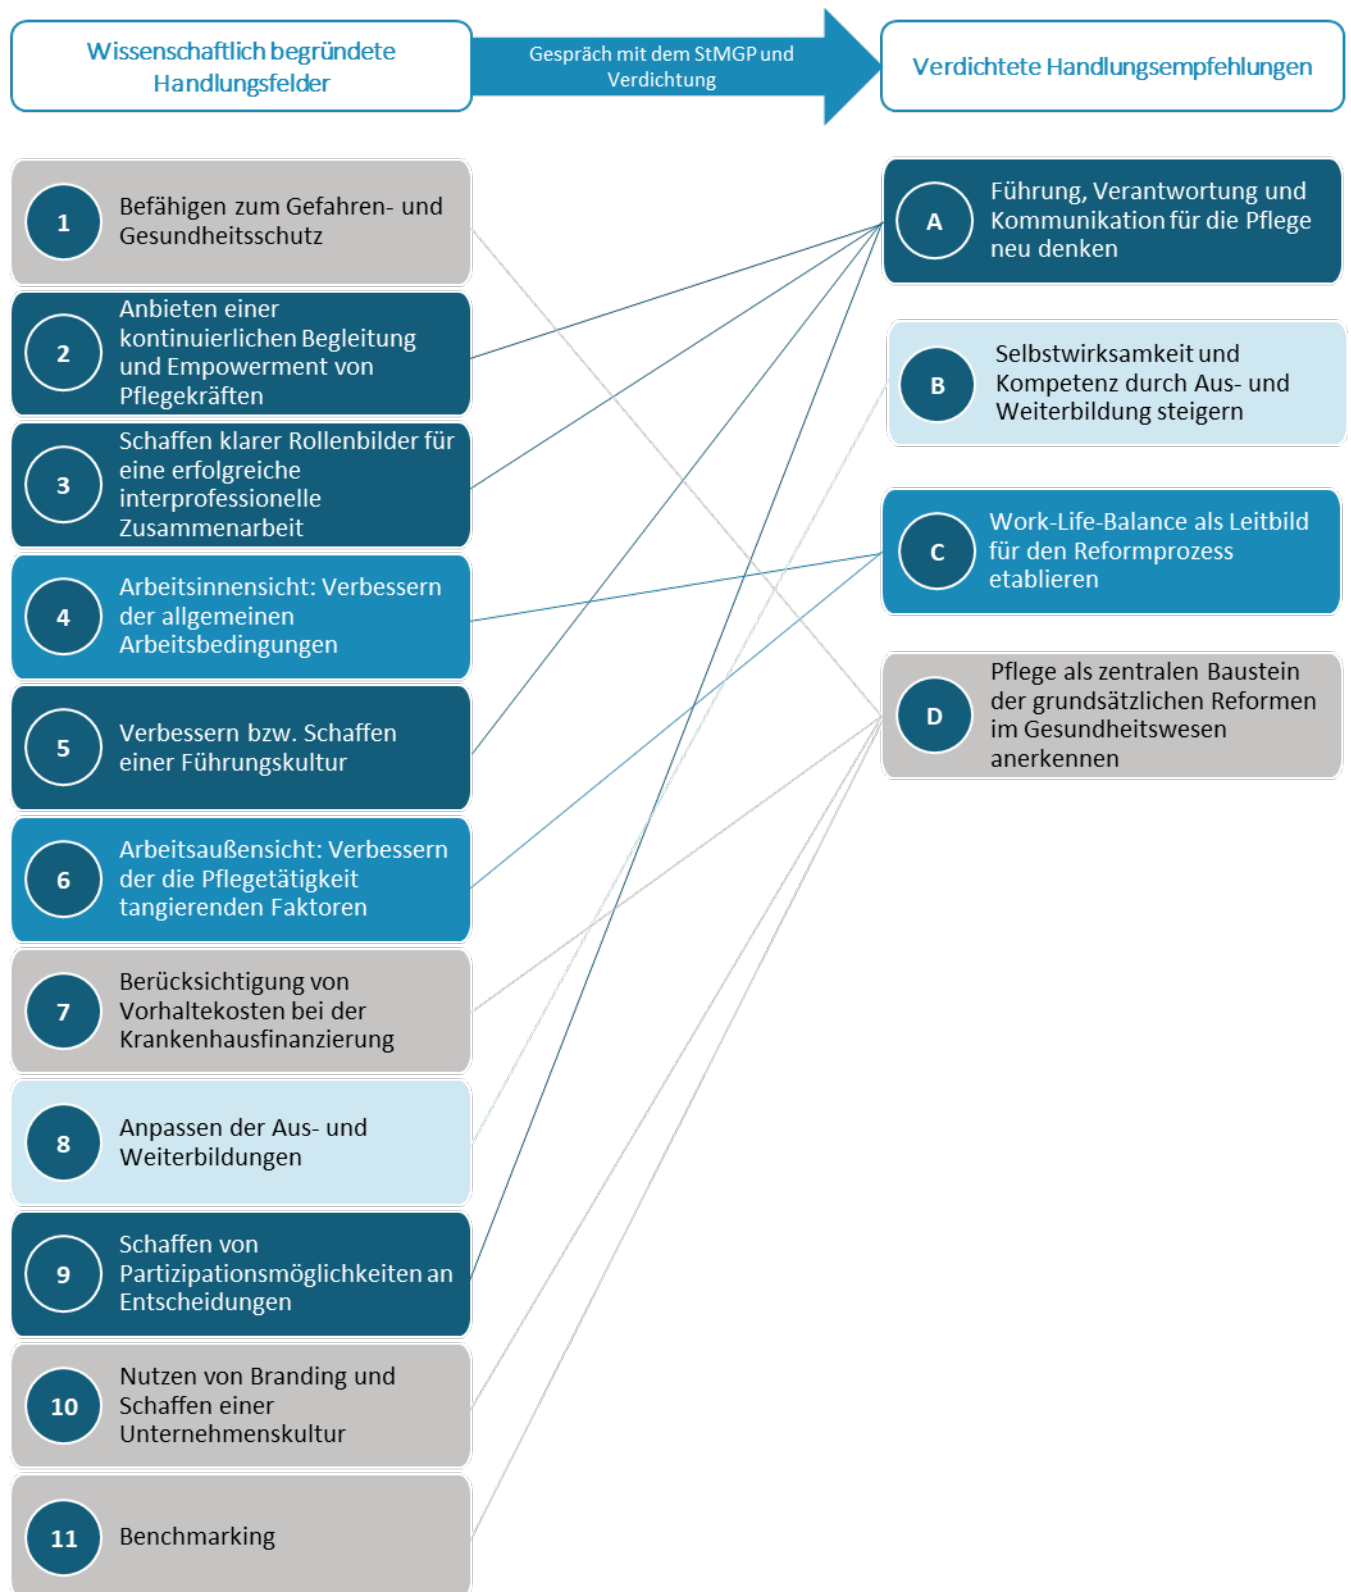 Wissenschaftlich begründete
Handlungsfelder
Gespräch mit dem StMGP und
Verdichtung
Verdichtete Handlungsempfehlungen
1
Befähigen zum Gefahren- und
Gesundheitsschutz
2
Anbieten einer
kontinuierlichen Begleitung
und Empowerment von
Pflegekräften
3
Schaffen klarer Rollenbilder für
eine erfolgreiche
interprofessionelle
Zusammenarbeit
4
Arbeitsinnensicht: Verbessern
der allgemeinen
Arbeitsbedingungen
5
Verbessern bzw. Schaffen
einer Führungskultur
6
Arbeitsaußensicht: Verbessern
der die Pflegetätigkeit
tangierenden Faktoren
7
Berücksichtigung von
Vorhaltekosten bei der
Krankenhausfinanzierung
8
Anpassen der Aus- und
Weiterbildungen
9
Schaffen von
Partizipationsmöglichkeiten an
Entscheidungen
10
Nutzen von Branding und
Schaffen einer
Unternehmenskultur
11
Benchmarking
A
Führung, Verantwortung und
Kommunikation für die Pflege
neu denken
B
Selbstwirksamkeit und
Kompetenz durch Aus- und
Weiterbildung steigern
C
Work-Life-Balance als Leitbild
für den Reformprozess
etablieren
D
Pflege als zentralen Baustein
der grundsätzlichen Reformen
im Gesundheitswesen
anerkennen